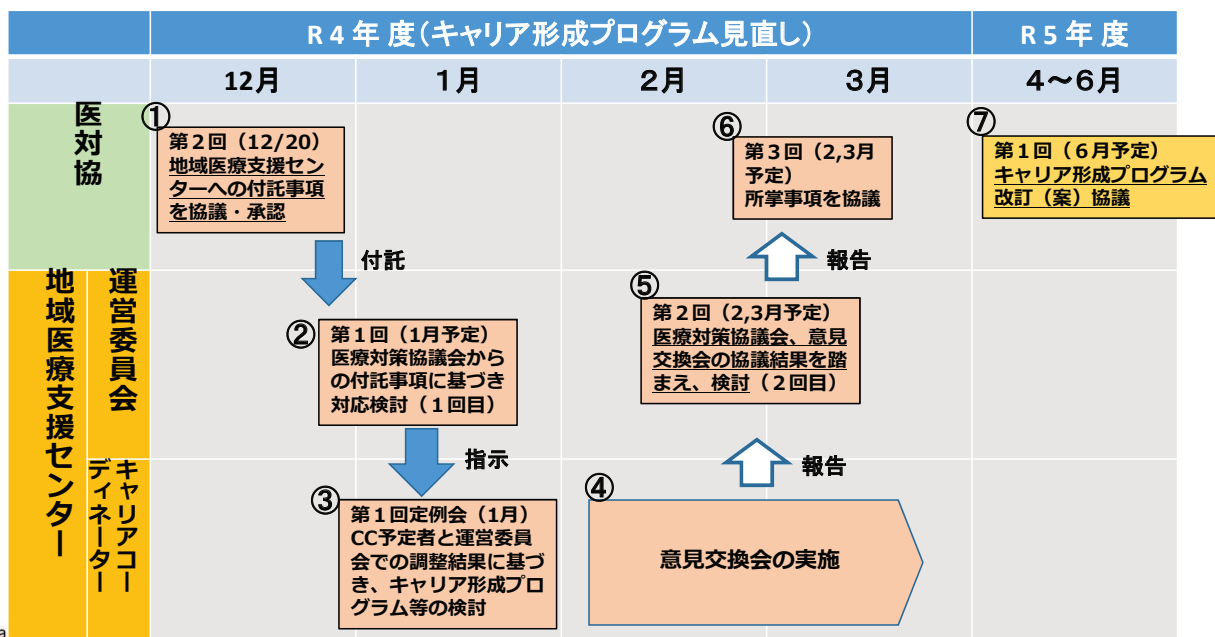 R４年度（キャリア形成プログラム見直し）
R５年度
12月
１月
２月
３月
４～６月
医対協
地域医療支援センター
運営委員会
キャリアコー
ディネーター
①
第２回（12/20）
地域医療支援セン
ターへの付託事項
を協議・承認
付託
②
第１回（1月予定）
医療対策協議会から
の付託事項に基づき
対応検討（１回目）
指示
③
第１回定例会（1月）
CC予定者と運営委員
会での調整結果に基づ
き、キャリア形成プロ
グラム等の検討
④
意見交換会の実施
報告
⑤
第２回（2,3月予定）
医療対策協議会、意見
交換会の協議結果を踏
まえ、検討（２回目）
報告
⑥
第３回（2,3月
予定）
所掌事項を協議
⑦
第１回（６月予定）
キャリア形成プログラム
改訂（案）協議
a